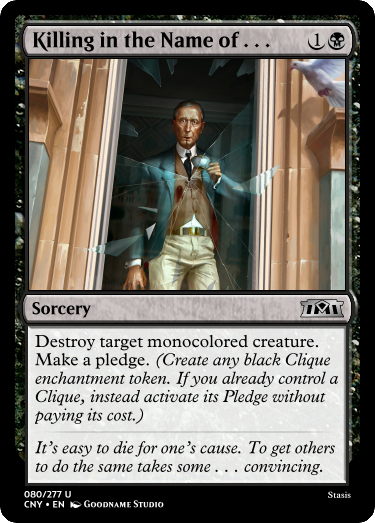 Killing in the Name of . . .
1
Sorcery
Destroy target monocolored creature.
Make a pledge. (Create any black Clique
enchantment token. If you already control a
Clique, instead activate its Pledge without
paying its cost.)
It's easy to die for one's cause. To get others
to do the same takes some . . . convincing.
080/277 U
Stasis
CNY • EN Goodname Studio